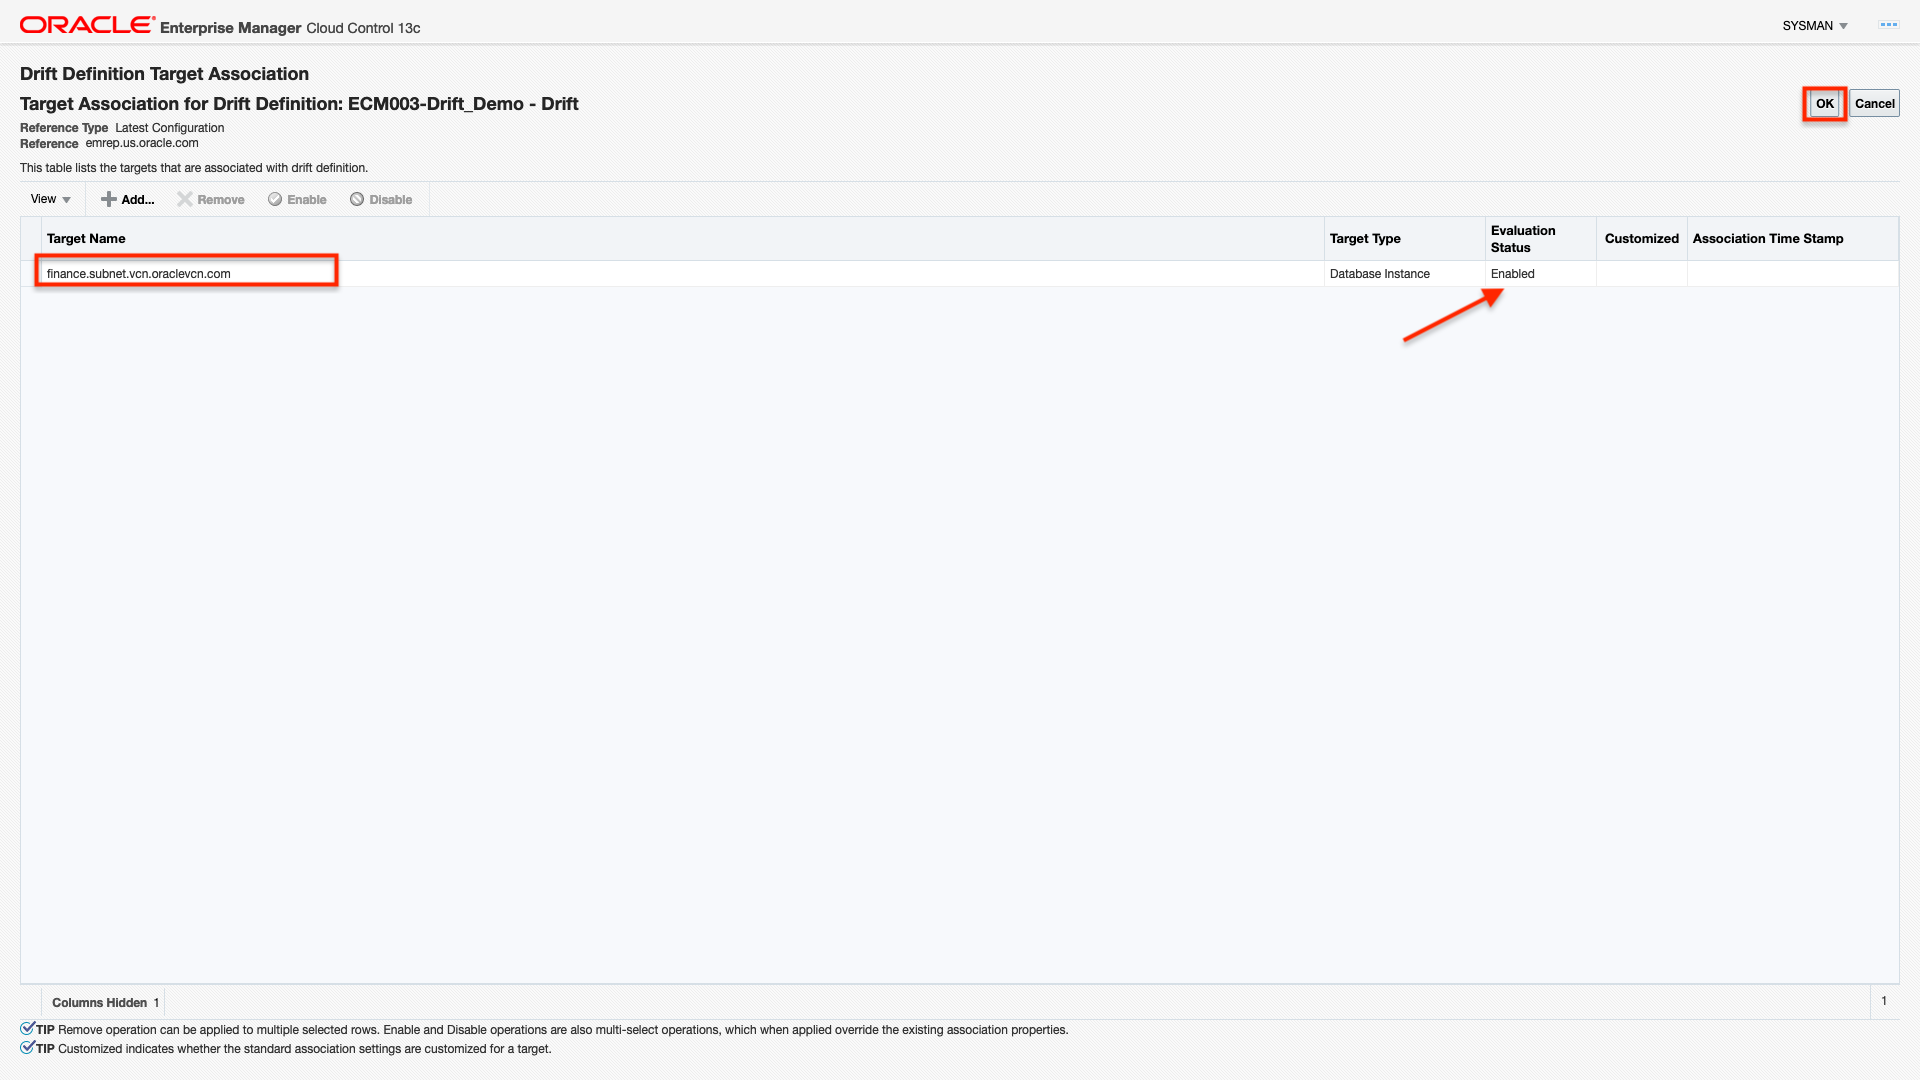 ORACLE Enterprise Manager Cloud Control 13c
SYSMAN
Drift Definition Target Association
Target Association for Drift Definition: ECM003-Drift_Demo - Drift
OK Cancel
Reference Type Latest Configuration
Reference emrep.us.oracle.com
This table lists the targets that are associated with drift definition.
View Add... Remove Enable Disable
Target Name Target Type Evaluation Status Customized Association Time Stamp
finance.subnet.vcn.oraclevcn.com Database Instance Enabled
Columns Hidden 1 1
TIP Remove operation can be applied to multiple selected rows. Enable and Disable operations are also multi-select operations, which when applied override the existing association properties.
TIP Customized indicates whether the standard association settings are customized for a target.